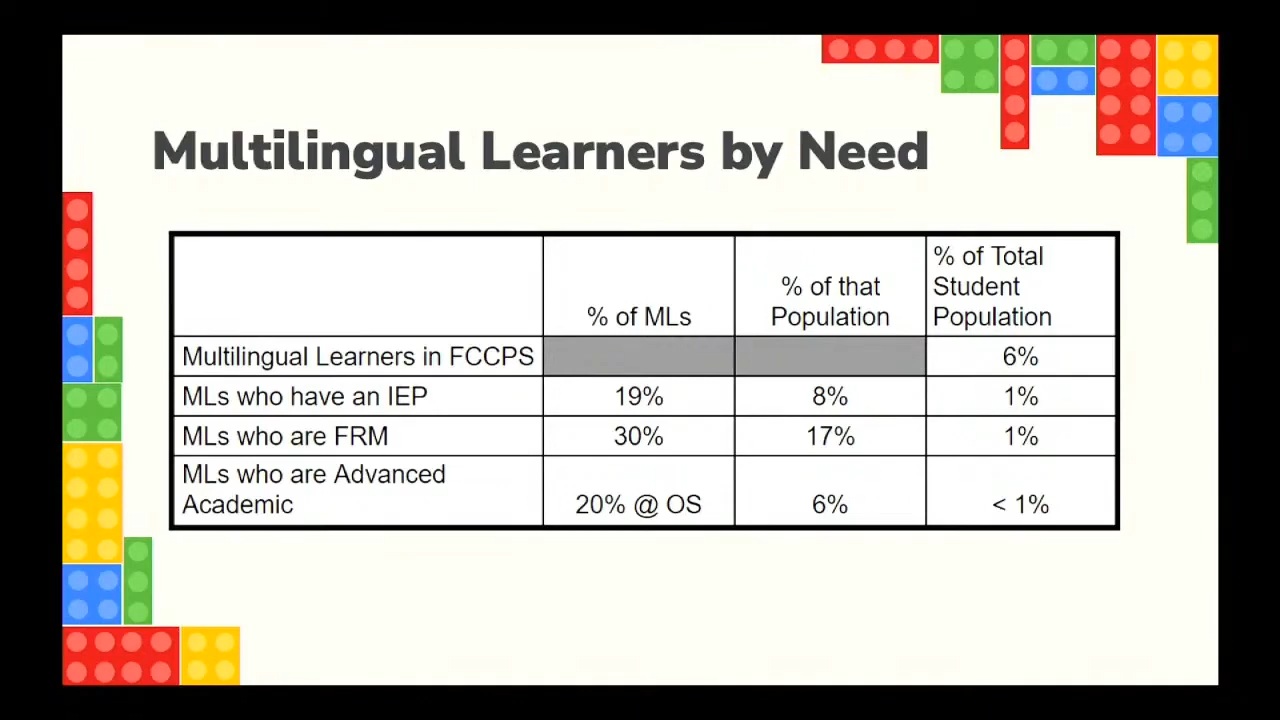 Multilingual Learners by Need
% of MLs
% of that
Population
% of Total
Student
Population
Multilingual Learners in FCCPS 6%
MLs who have an IEP 19% 8% 1%
MLs who are FRM 30% 17% 1%
MLs who are Advanced
Academic 20% @ OS 6% < 1%